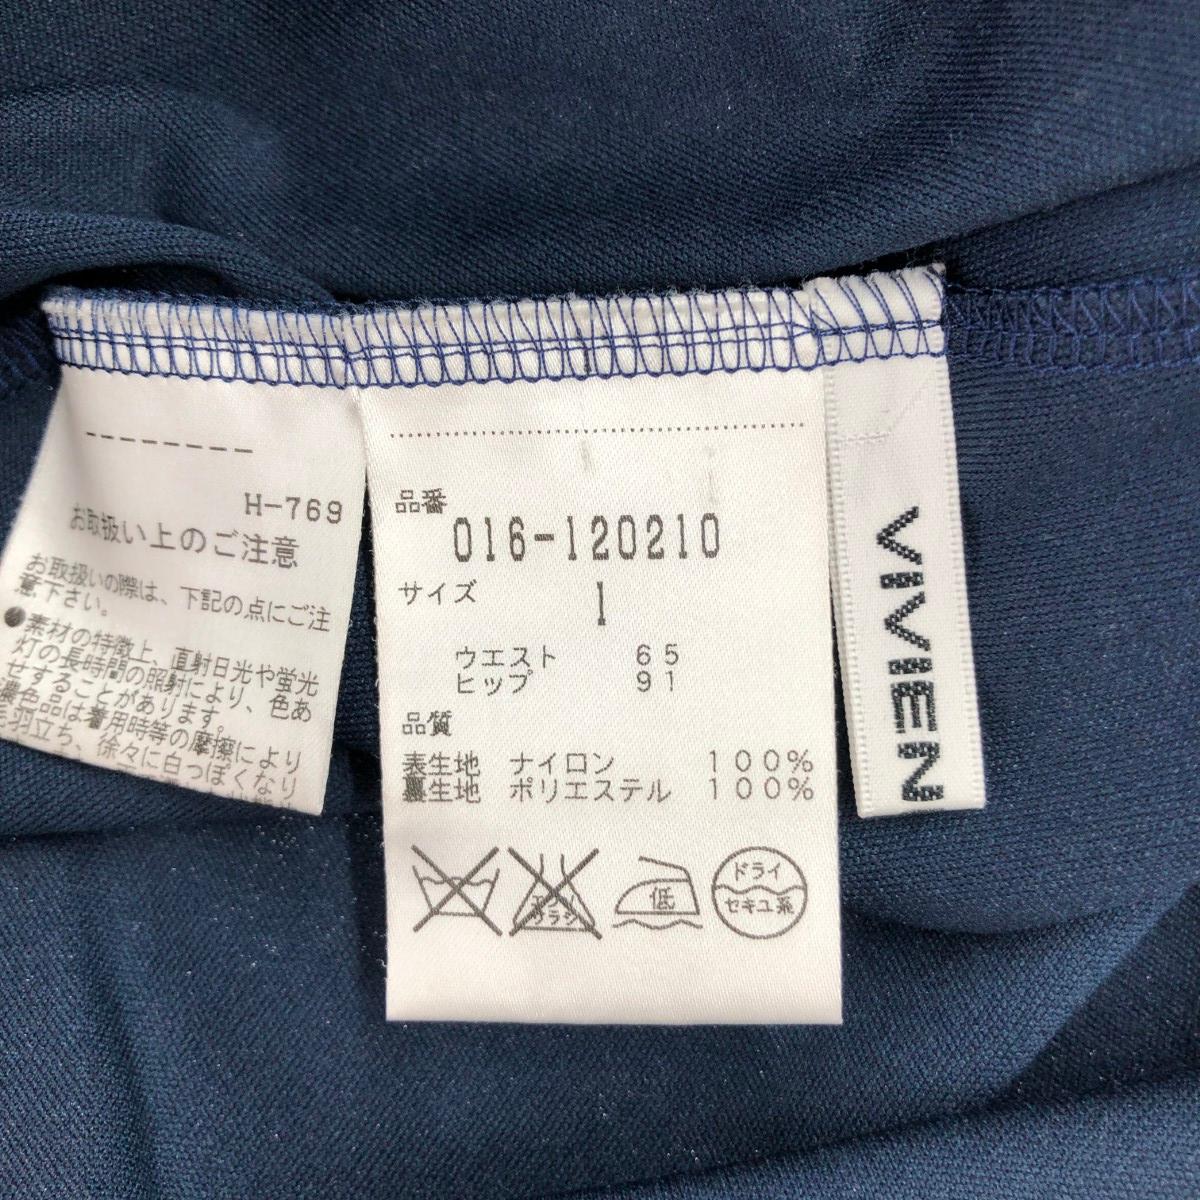 H-769
お取扱い上のご注意
お取扱いの際は、下記の点にご注
意下さい。
●素材の特徴上、直射日光や蛍光
灯の長時間の照射により、色あ
せすることがあります。
濃色品は着用時等の摩擦により
羽立ち、徐々に白っぽくなり
品番
016-120210
サイズ
1
ウエスト 65
ヒップ 91
品質
表生地 ナイロン 100%
裏生地 ポリエステル 100%
エンソ
サラシ
低
ドライ
セキユ系
VIVIEN